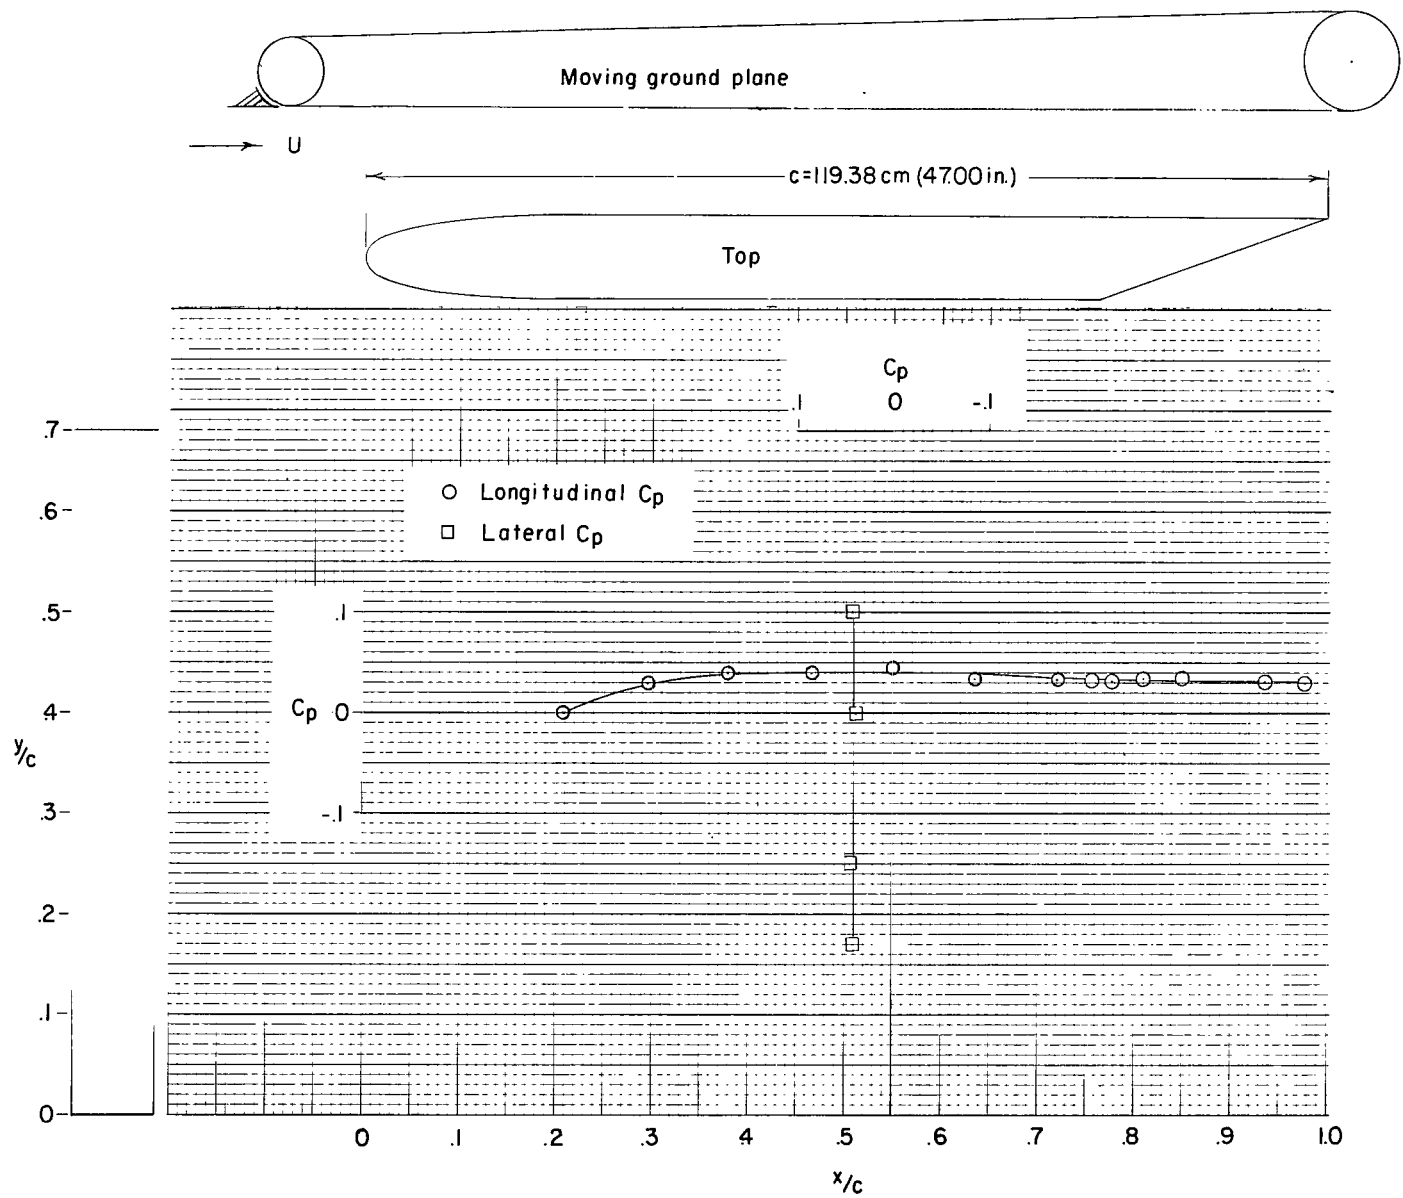 Moving ground plane
U
c=119.38 cm (47.00 in.)
Top
Cp
.1 0 -.1
.7
Longitudinal Cp
.6
Lateral Cp
.5
.1
Cp 0
.4
y/c
.3
-.1
.2
.1
0
0 .1 .2 .3 .4 .5 .6 .7 .8 .9 1.0
x/c